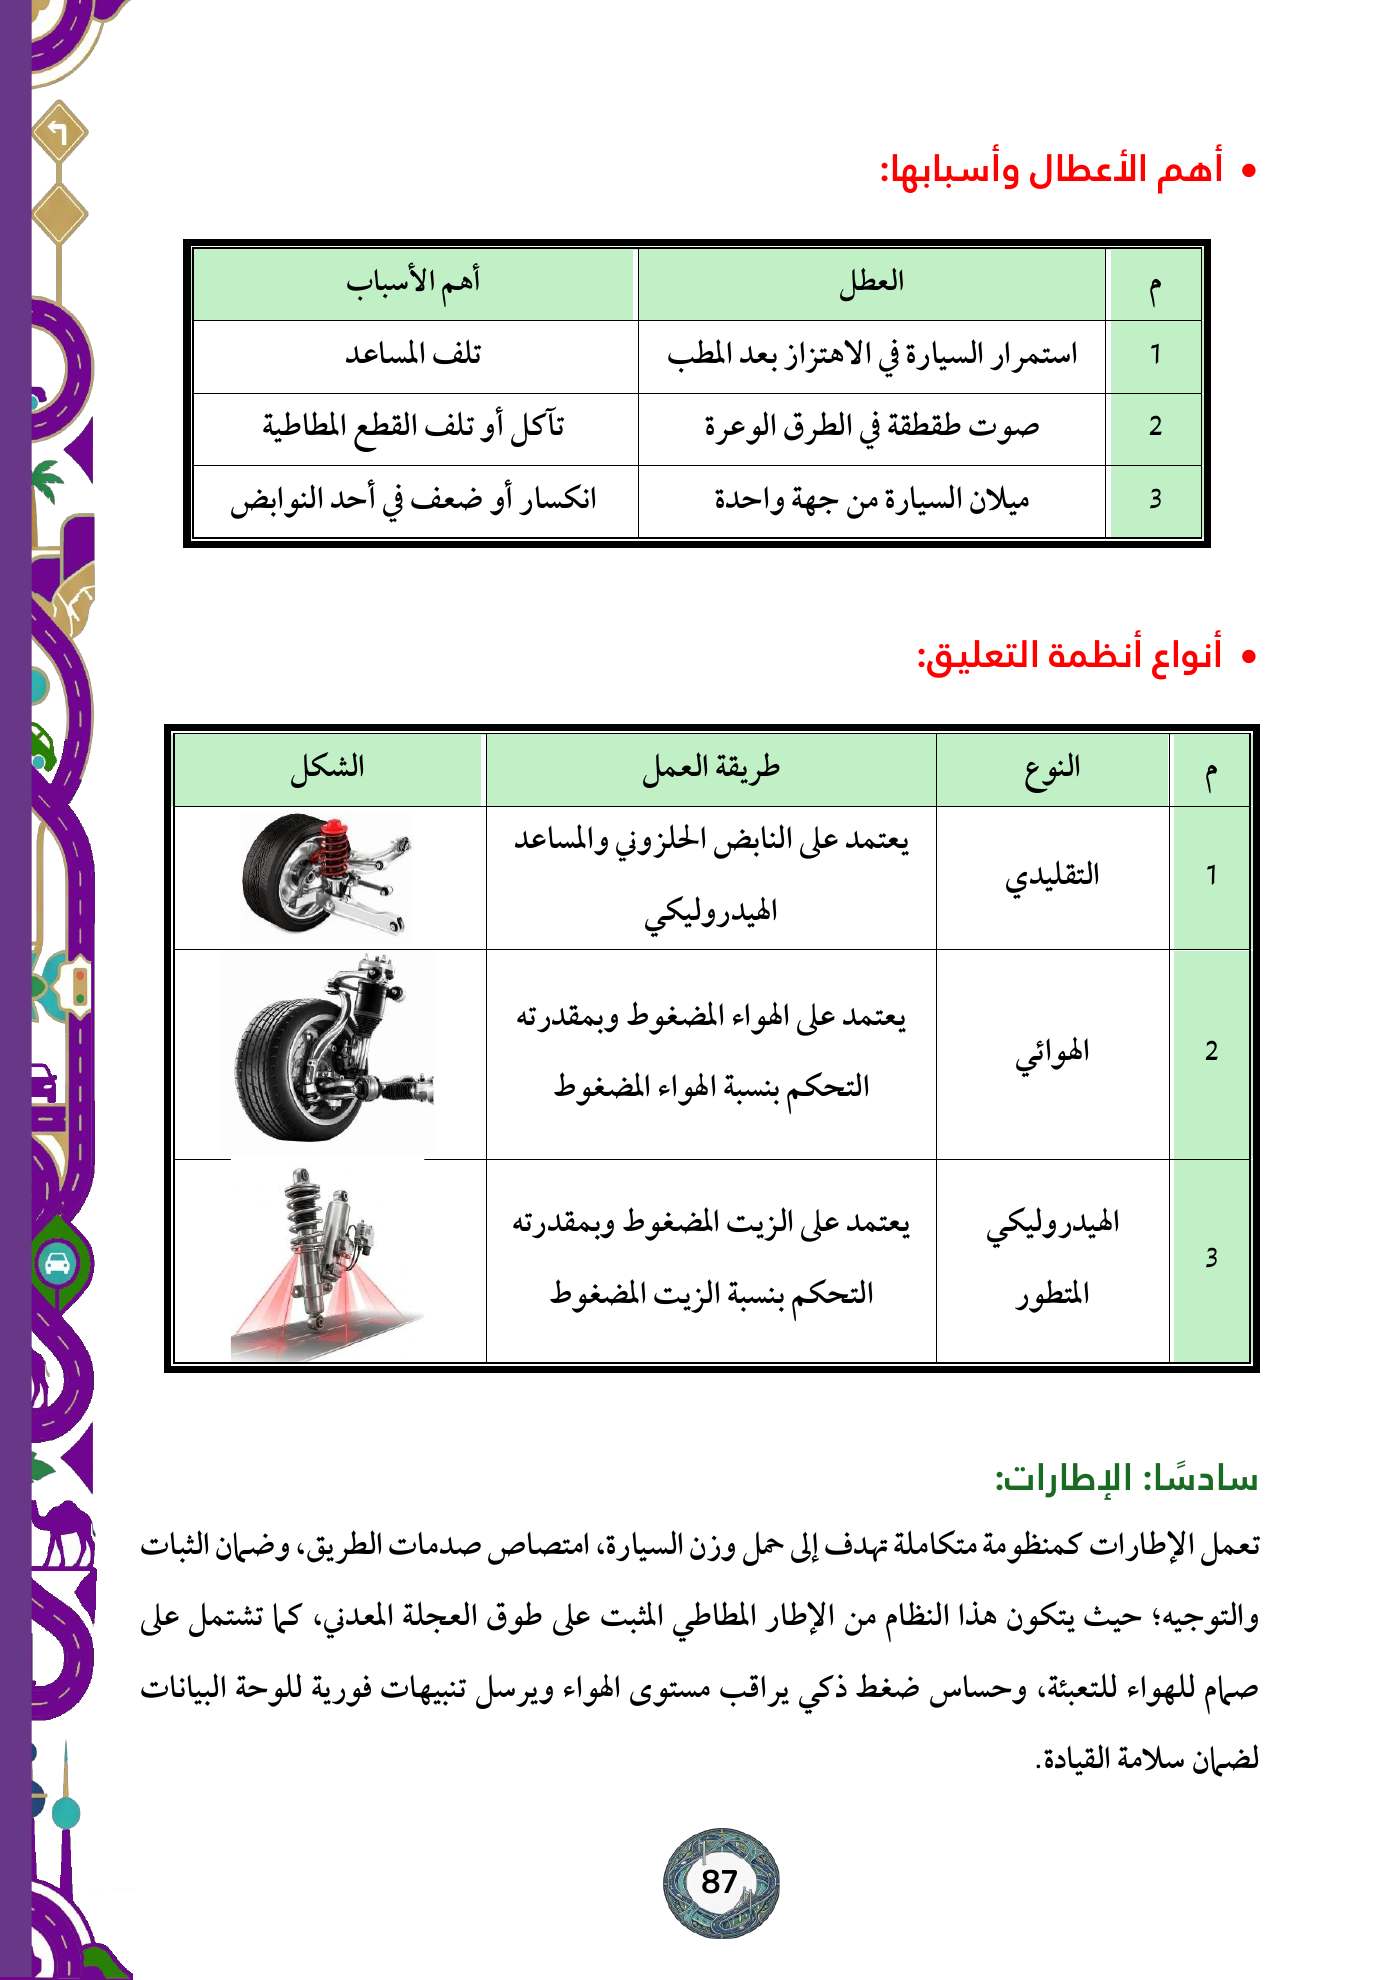 • أهم الأعطال وأسبابها:
م العطل أهم الأسباب
1 استمرار السيارة في الاهتزاز بعد المطب تلف المساعد
2 صوت طقطقة في الطرق الوعرة تآكل أو تلف القطع المطاطية
3 ميلان السيارة من جهة واحدة انكسار أو ضعف في أحد النوابض
• أنواع أنظمة التعليق:
م النوع طريقة العمل الشكل
1 التقليدي يعتمد على النابض الحلزوني والمساعد
الهيدروليكي
2 الهوائي يعتمد على الهواء المضغوط وبمقدرته
التحكم بنسبة الهواء المضغوط
3 الهيدروليكي يعتمد على الزيت المضغوط وبمقدرته
المتطور التحكم بنسبة الزيت المضغوط
سادسًا: الإطارات:
تعمل الإطارات كمنظومة متكاملة تهدف إلى حمل وزن السيارة، امتصاص صدمات الطريق، وضمان الثبات
والتوجيه؛ حيث يتكون هذا النظام من الإطار المطاطي المثبت على طوق العجلة المعدني، كما تشتمل على
صمام للهواء للتعبئة، وحساس ضغط ذكي يراقب مستوى الهواء ويرسل تنبيهات فورية للوحة البيانات
لضمان سلامة القيادة.
87